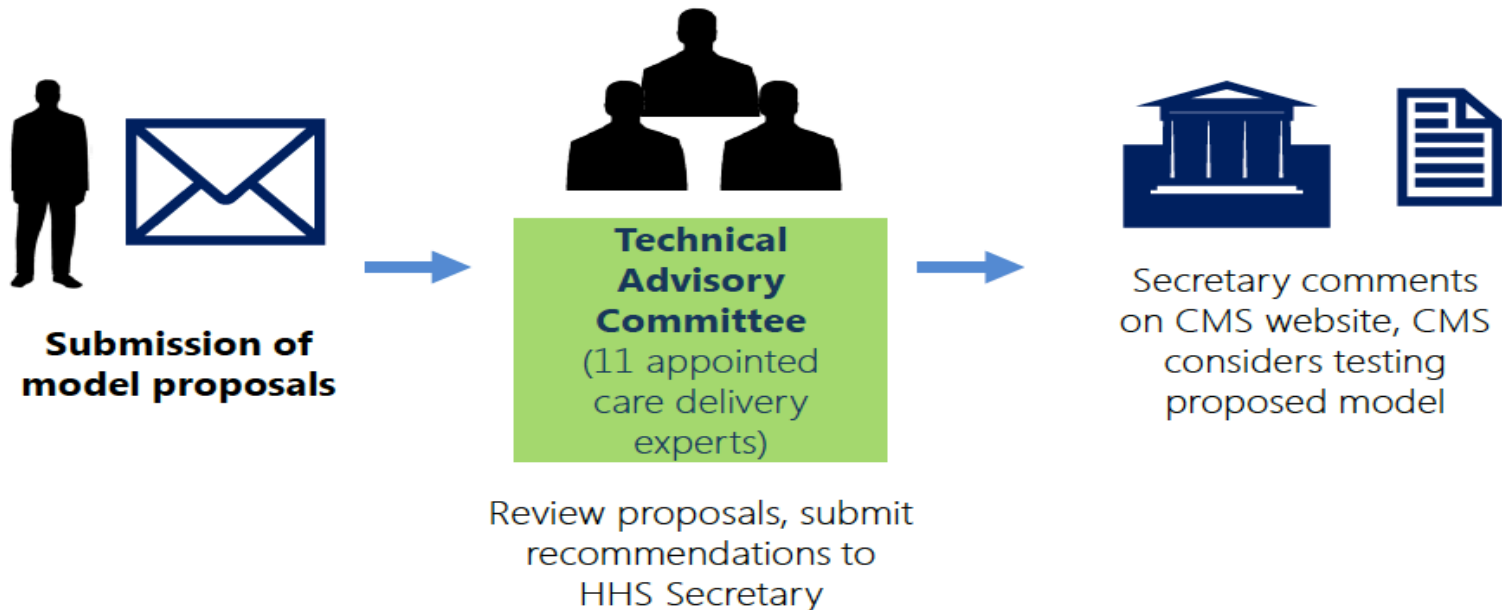 Submission of
model proposals
Technical
Advisory
Committee
(11 appointed
care delivery
experts)
Review proposals, submit
recommendations to
HHS Secretary
Secretary comments
on CMS website, CMS
considers testing
proposed model